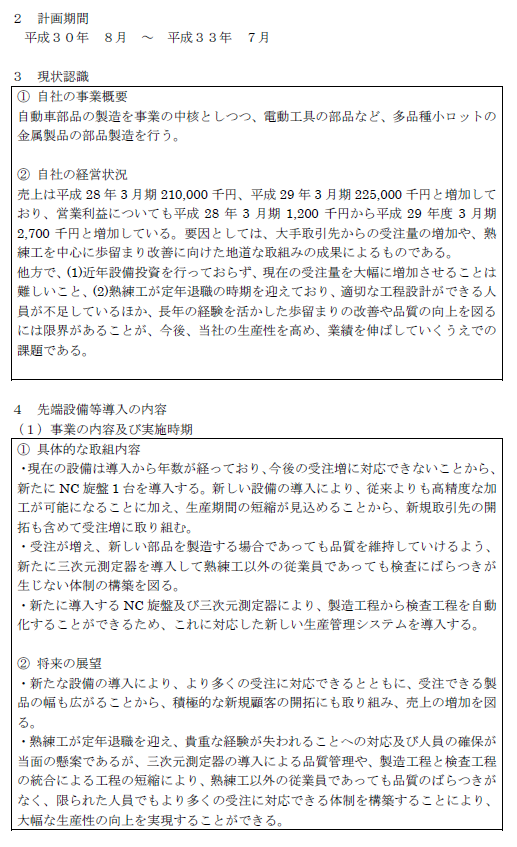 ２　計画期間
平成３０年　８月　～　平成３３年　７月
３　現状認識
① 自社の事業概要
自動車部品の製造を事業の中核としつつ、電動工具の部品など、多品種小ロットの
金属製品の部品製造を行う。
② 自社の経営状況
売上は平成 28 年 3 月期 210,000 千円、平成 29 年 3 月期 225,000 千円と増加して
おり、営業利益についても平成 28 年 3 月期 1,200 千円から平成 29 年度 3 月期
2,700 千円と増加している。要因としては、大手取引先からの受注量の増加や、熟
練工を中心に歩留まり改善に向けた地道な取組みの成果によるものである。
他方で、(1)近年設備投資を行っておらず、現在の受注量を大幅に増加させることは
難しいこと、(2)熟練工が定年退職の時期を迎えており、適切な工程設計ができる人
員が不足しているほか、長年の経験を活かした歩留まりの改善や品質の向上を図る
には限界があることが、今後、当社の生産性を高め、業績を伸ばしていくうえでの
課題である。
４　先端設備等導入の内容
（１）事業の内容及び実施時期
① 具体的な取組内容
・現在の設備は導入から年数が経っており、今後の受注増に対応できないことから、
新たに NC 旋盤 1 台を導入する。新しい設備の導入により、従来よりも高精度な加
工が可能になることに加え、生産期間の短縮が見込めることから、新規取引先の開
拓も含めて受注増に取り組む。
・受注が増え、新しい部品を製造する場合であっても品質を維持していけるよう、
新たに三次元測定器を導入して熟練工以外の従業員であっても検査にばらつきが
生じない体制の構築を図る。
・新たに導入する NC 旋盤及び三次元測定器により、製造工程から検査工程を自動
化することができるため、これに対応した新しい生産管理システムを導入する。
② 将来の展望
・新たな設備の導入により、より多くの受注に対応できるとともに、受注できる製
品の幅も広がることから、積極的な新規顧客の開拓にも取り組み、売上の増加を図
る。
・熟練工が定年退職を迎え、貴重な経験が失われることへの対応及び人員の確保が
当面の懸案であるが、三次元測定器の導入による品質管理や、製造工程と検査工程
の統合による工程の短縮により、熟練工以外の従業員であっても品質のばらつきが
なく、限られた人員でもより多くの受注に対応できる体制を構築することにより、
大幅な生産性の向上を実現することができる。